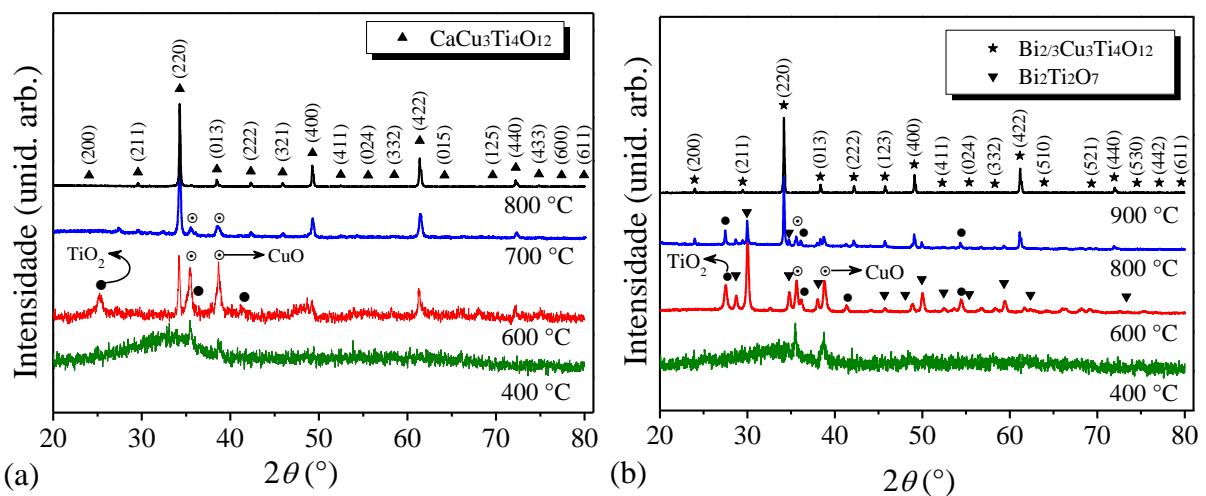 CaCu3Ti4O12
(200)
(211)
(220)
(013)
(222)
(321)
(400)
(411)
(024)
(332)
(422)
(015)
(125)
(440)
(433)
(600)
(611)
800 °C
700 °C
TiO2
CuO
600 °C
400 °C
Intensidade (unid. arb.)
20 30 40 50 60 70 80
2θ (°)
(a)
Bi2/3Cu3Ti4O12
Bi2Ti2O7
(200)
(211)
(220)
(013)
(222)
(123)
(400)
(411)
(024)
(332)
(422)
(510)
(521)
(440)
(530)
(442)
(611)
900 °C
800 °C
TiO2
CuO
600 °C
400 °C
Intensidade (unid. arb.)
20 30 40 50 60 70 80
2θ (°)
(b)